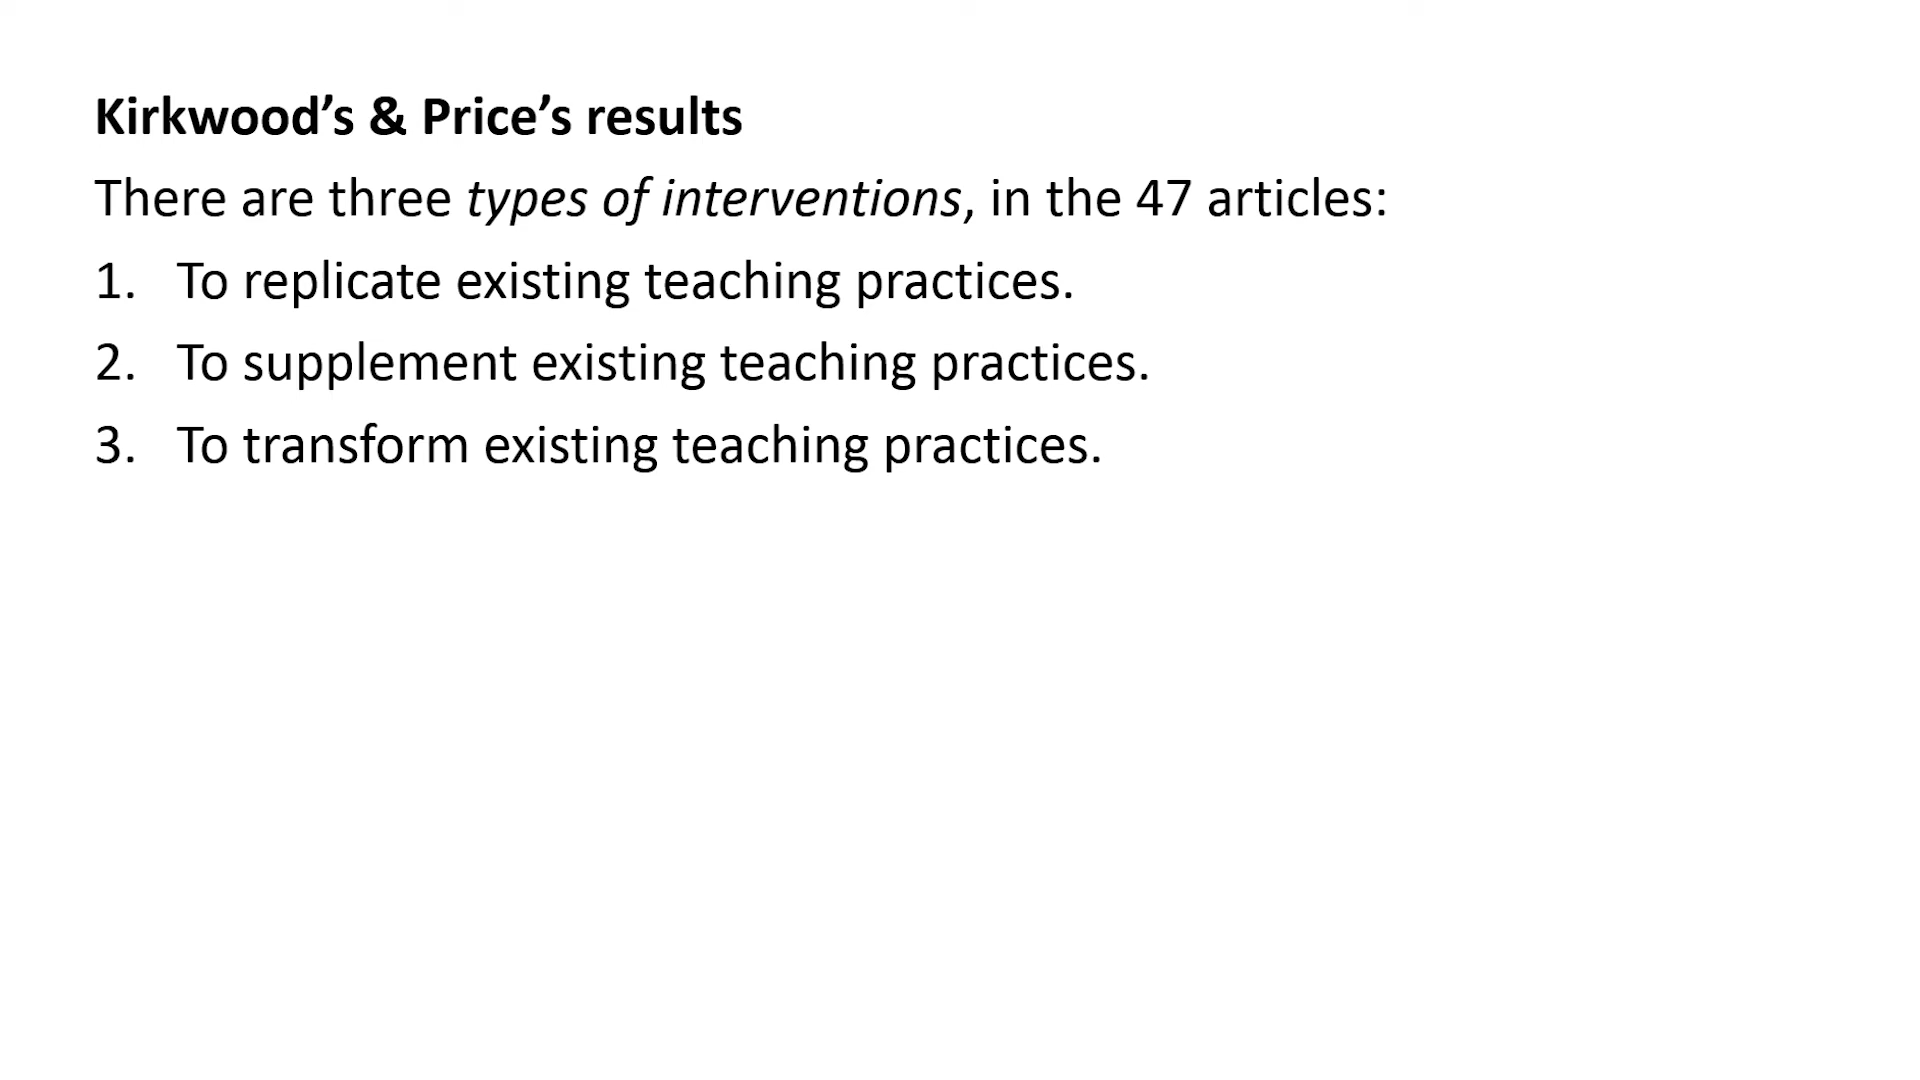 Kirkwood’s & Price’s results
There are three types of interventions, in the 47 articles:
1. To replicate existing teaching practices.
2. To supplement existing teaching practices.
3. To transform existing teaching practices.